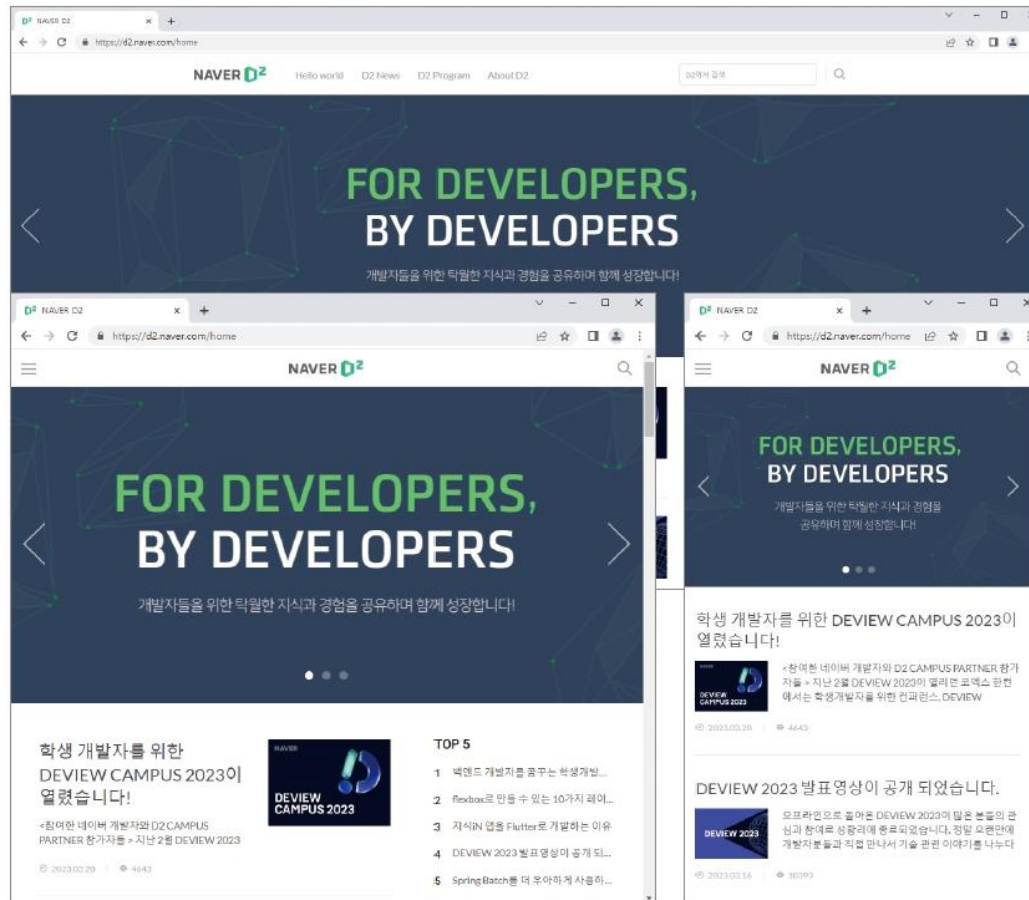 NAVER D2
https://d2.naver.com/home
NAVER D2
Hello world D2 News D2 Program About D2
D2에서 검색
FOR DEVELOPERS,
BY DEVELOPERS
개발자들을 위한 탁월한 지식과 경험을 공유하며 함께 성장합니다!
NAVER D2
https://d2.naver.com/home
NAVER D2
FOR DEVELOPERS,
BY DEVELOPERS
개발자들을 위한 탁월한 지식과 경험을 공유하며 함께 성장합니다!
학생 개발자를 위한
DEVIEW CAMPUS 2023이
열렸습니다!
<참여한 네이버 개발자와 D2 CAMPUS
PARTNER 참가자들 > 지난 2월 DEVIEW 2023
2023.03.20 4643
NAVER
DEVIEW
CAMPUS 2023
TOP 5
1 백엔드 개발자를 꿈꾸는 학생개발...
2 flexbox로 만들 수 있는 10가지 레이...
3 지식iN 앱을 Flutter로 개발하는 이유
4 DEVIEW 2023 발표영상이 공개 되...
5 Spring Batch를 더 우아하게 사용하...
NAVER D2
https://d2.naver.com/home
NAVER D2
FOR DEVELOPERS,
BY DEVELOPERS
개발자들을 위한 탁월한 지식과 경험을
공유하며 함께 성장합니다!
학생 개발자를 위한 DEVIEW CAMPUS 2023이
열렸습니다!
NAVER
DEVIEW
CAMPUS 2023
<참여한 네이버 개발자와 D2 CAMPUS PARTNER 참가
자들 > 지난 2월 DEVIEW 2023이 열리던 코엑스 한켠
에서는 학생개발자를 위한 컨퍼런스, DEVIEW
2023.03.20 4643
DEVIEW 2023 발표영상이 공개 되었습니다.
DEVIEW 2023
오프라인으로 돌아온 DEVIEW 2023이 많은 분들의 관
심과 참여로 성황리에 종료되었습니다. 정말 오랜만에
개발자분들과 직접 만나서 기술 관련 이야기를 나누다
2023.03.16 10393